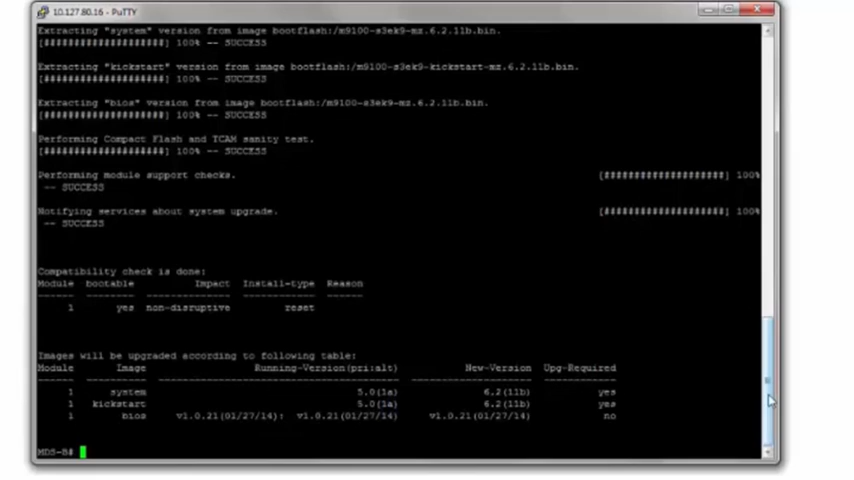 10.127.80.16 - PuTTY
Extracting "system" version from image bootflash:/m9100-s3ek9-mz.6.2.11b.bin.
[####################] 100% -- SUCCESS
Extracting "kickstart" version from image bootflash:/m9100-s3ek9-kickstart-mz.6.2.11b.bin.
[####################] 100% -- SUCCESS
Extracting "bios" version from image bootflash:/m9100-s3ek9-mz.6.2.11b.bin.
[####################] 100% -- SUCCESS
Performing Compact Flash and TCAM sanity test.
[####################] 100% -- SUCCESS
Performing module support checks. [####################] 100%
-- SUCCESS
Notifying services about system upgrade. [####################] 100%
-- SUCCESS
Compatibility check is done:
Module bootable Impact Install-type Reason
------ -------- -------------- ------------ ------
1 yes non-disruptive reset
Images will be upgraded according to following table:
Module Image Running-Version(pri:alt) New-Version Upg-Required
------ ---------- ---------------------------------------- -------------------- ------------
1 system 5.0(1a) 6.2(11b) yes
1 kickstart 5.0(1a) 6.2(11b) yes
1 bios v1.0.21(01/27/14): v1.0.21(01/27/14) v1.0.21(01/27/14) no
MDS-B#